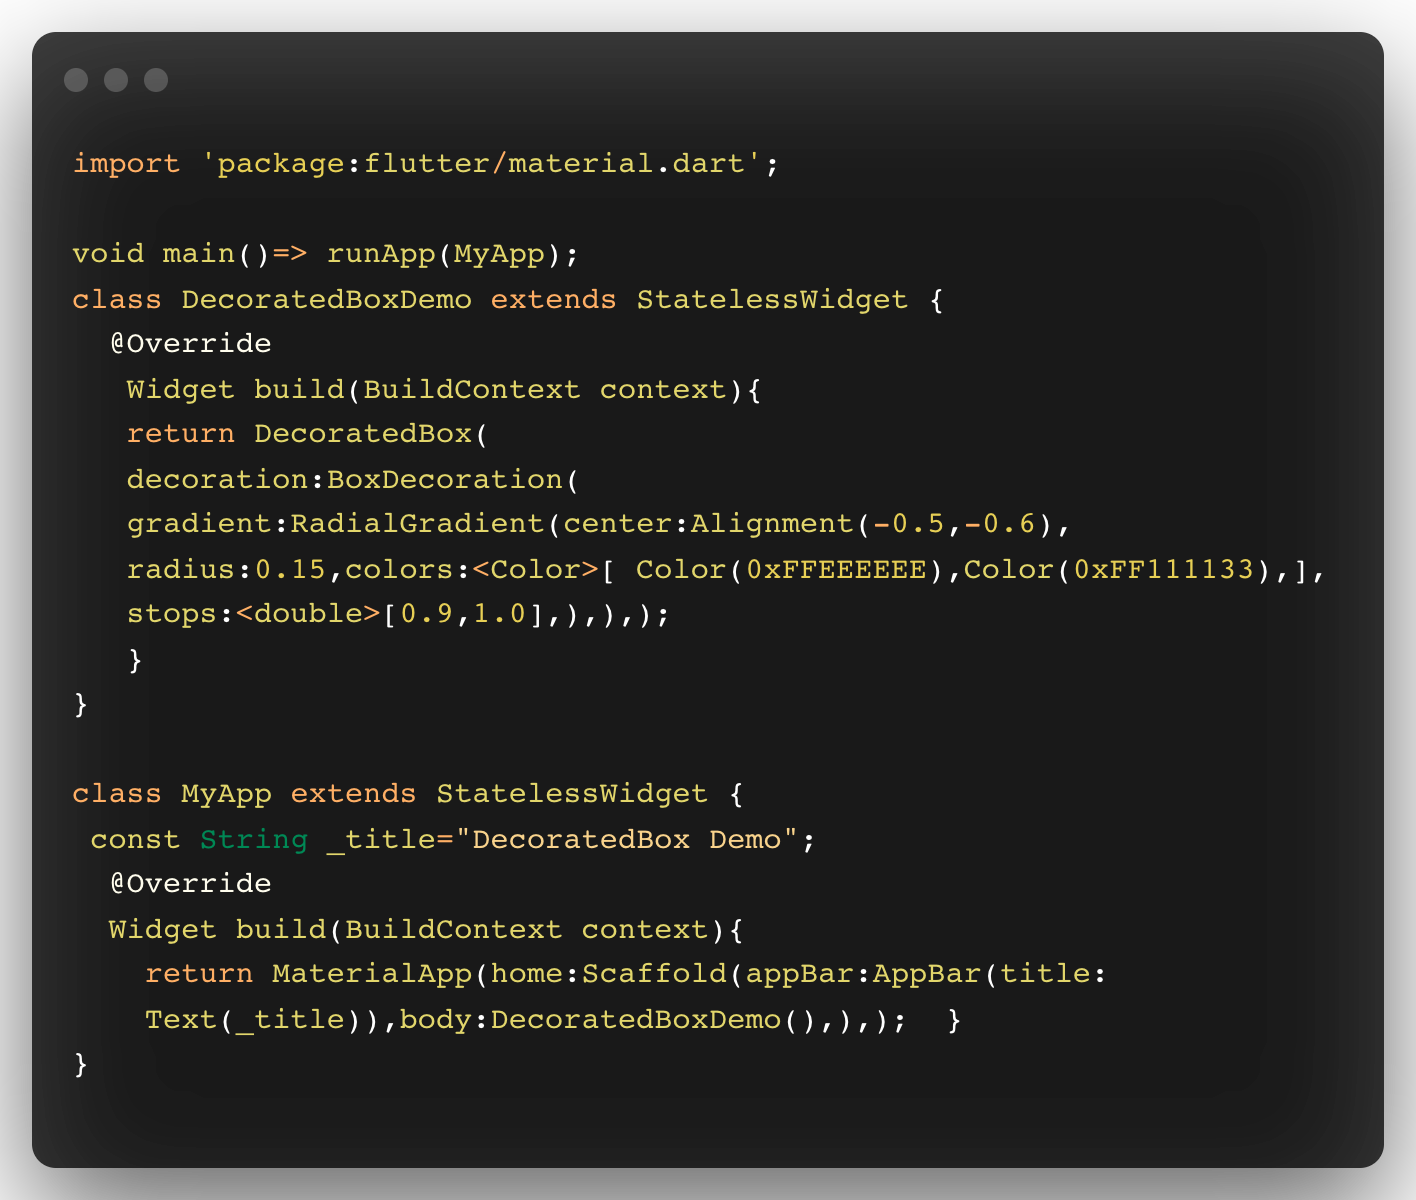 import 'package:flutter/material.dart';
void main()=> runApp(MyApp);
class DecoratedBoxDemo extends StatelessWidget {
@Override
Widget build(BuildContext context){
return DecoratedBox(
decoration:BoxDecoration(
gradient:RadialGradient(center:Alignment(-0.5,-0.6),
radius:0.15,colors:<Color>[ Color(0xFFEEEEEE),Color(0xFF111133),],
stops:<double>[0.9,1.0],),),);
}
}
class MyApp extends StatelessWidget {
const String _title="DecoratedBox Demo";
@Override
Widget build(BuildContext context){
return MaterialApp(home:Scaffold(appBar:AppBar(title:
Text(_title)),body:DecoratedBoxDemo(),),);  }
}